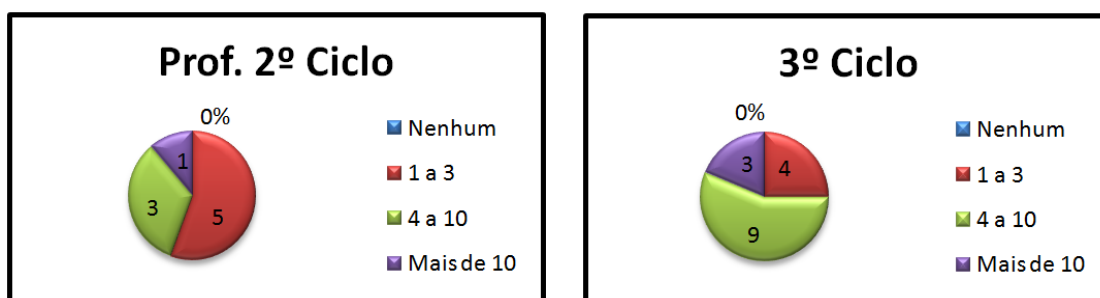 Prof. 2º Ciclo
0%
1
3
5
Nenhum
1 a 3
4 a 10
Mais de 10
3º Ciclo
0%
3
4
9
Nenhum
1 a 3
4 a 10
Mais de 10